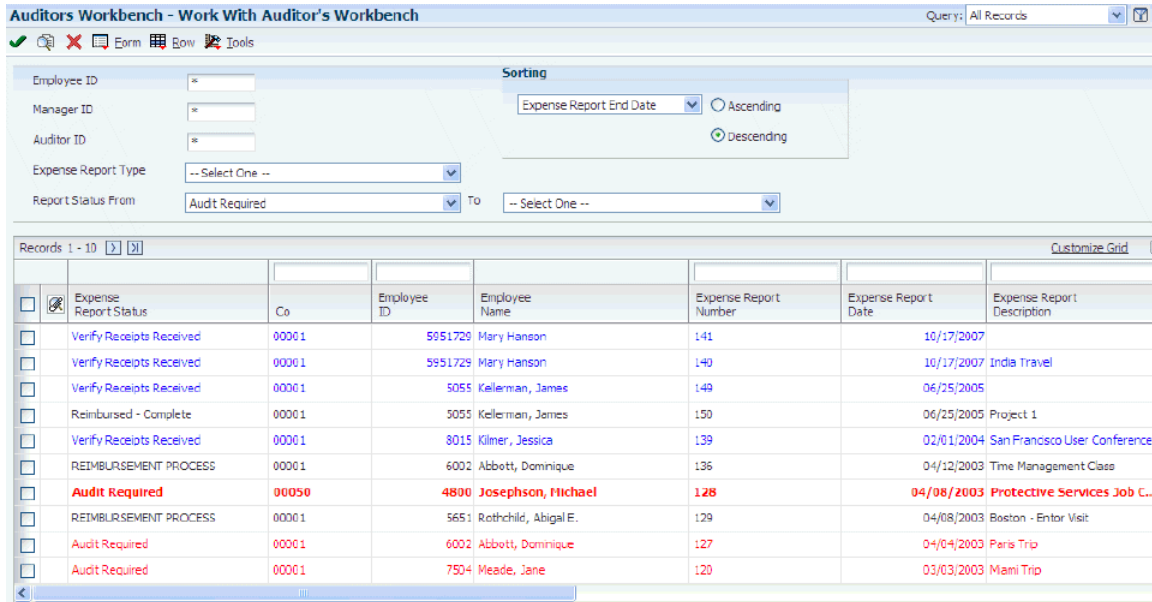 Auditors Workbench - Work With Auditor's Workbench
Query: All Records
Form Row Tools
Employee ID *
Manager ID *
Auditor ID *
Expense Report Type -- Select One --
Report Status From Audit Required To -- Select One --
Sorting
Expense Report End Date Ascending
Descending
Records 1 - 10 Customize Grid
Expense Report Status Co Employee ID Employee Name Expense Report Number Expense Report Date Expense Report Description
Verify Receipts Received 00001 5951729 Mary Hanson 141 10/17/2007
Verify Receipts Received 00001 5951729 Mary Hanson 140 10/17/2007 India Travel
Verify Receipts Received 00001 5055 Kellerman, James 149 06/25/2005
Reimbursed - Complete 00001 5055 Kellerman, James 150 06/25/2005 Project 1
Verify Receipts Received 00001 8015 Kilmer, Jessica 139 02/01/2004 San Francisco User Conference
REIMBURSEMENT PROCESS 00001 6002 Abbott, Dominique 136 04/12/2003 Time Management Class
Audit Required 00050 4800 Josephson, Michael 128 04/08/2003 Protective Services Job C...
REIMBURSEMENT PROCESS 00001 5651 Rothchild, Abigal E. 129 04/08/2003 Boston - Entor Visit
Audit Required 00001 6002 Abbott, Dominique 127 04/04/2003 Paris Trip
Audit Required 00001 7504 Meade, Jane 120 03/03/2003 Miami Trip